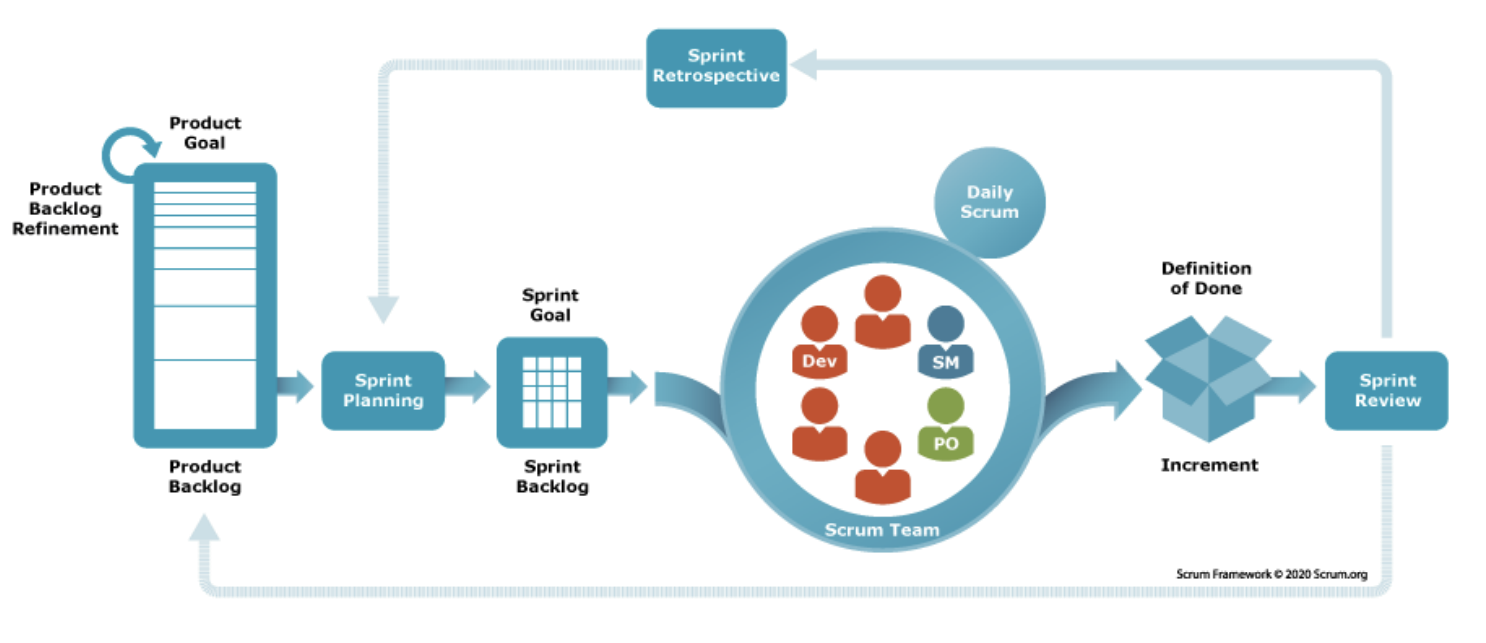 Sprint
Retrospective
Product
Goal
Product
Backlog
Refinement
Daily
Scrum
Definition
of Done
Sprint
Goal
Dev
SM
Sprint
Planning
Sprint
Review
PO
Product
Backlog
Sprint
Backlog
Increment
Scrum Team
Scrum Framework © 2020 Scrum.org